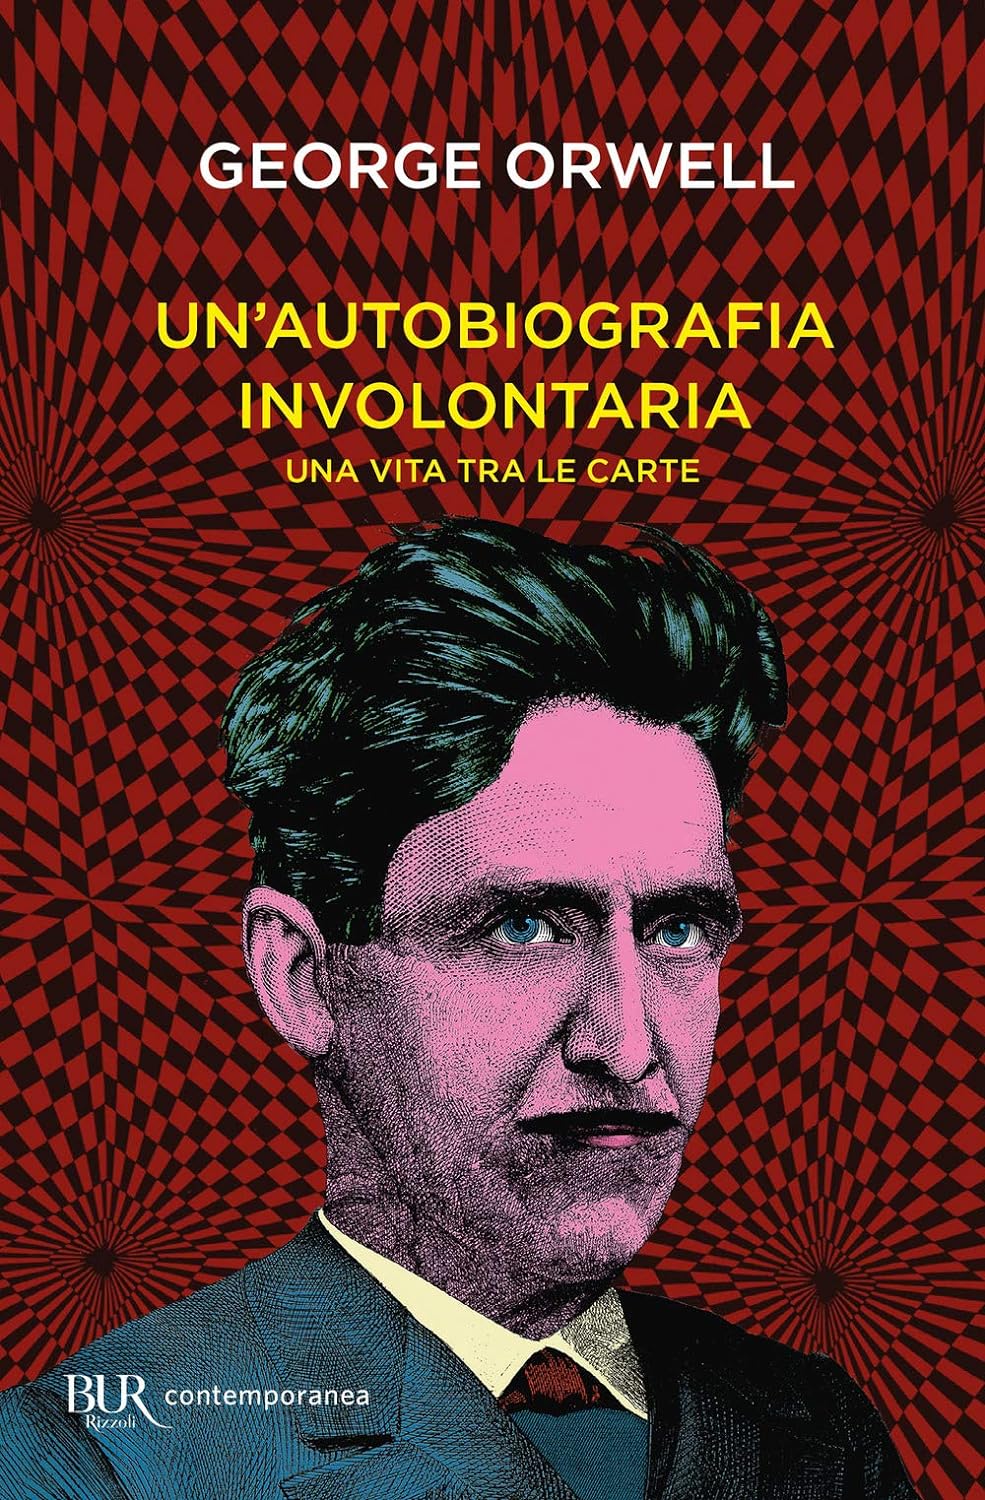 GEORGE ORWELL
UN'AUTOBIOGRAFIA
INVOLONTARIA
UNA VITA TRA LE CARTE
BUR
Rizzoli
contemporanea